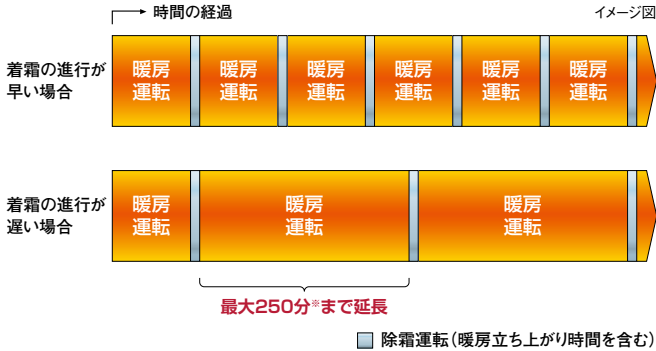 時間の経過
イメージ図
着霜の進行が
早い場合
暖房
運転
暖房
運転
暖房
運転
暖房
運転
暖房
運転
暖房
運転
着霜の進行が
遅い場合
暖房
運転
暖房
運転
暖房
運転
最大250分※まで延長
除霜運転(暖房立ち上がり時間を含む)